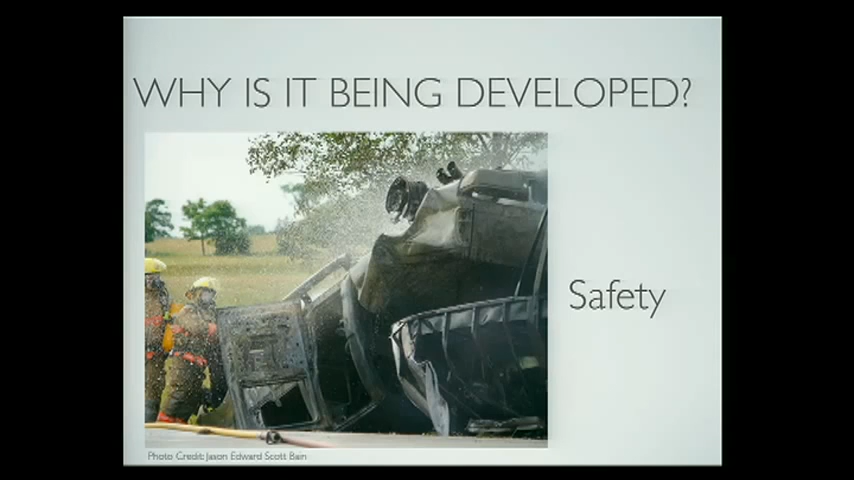 WHY IS IT BEING DEVELOPED?
Safety
Photo Credit: Jason Edward Scott Bain